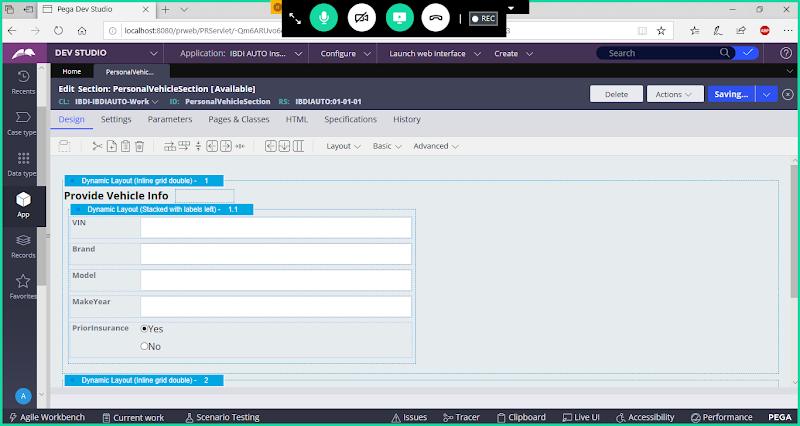 Pega Dev Studio
REC
localhost:8080/prweb/PRServlet/-Qm6ARUvo6
DEV STUDIO
Application: IBDI AUTO Ins...
Configure
Launch web interface
Create
Search
Home
PersonalVehic...
Recents
Edit Section: PersonalVehicleSection [Available]
CL: IBDI-IBDIAUTO-Work
ID: PersonalVehicleSection
RS: IBDIAUTO:01-01-01
Delete
Actions
Saving...
Case type
Design
Settings
Parameters
Pages & Classes
HTML
Specifications
History
Layout
Basic
Advanced
Data type
App
Records
Favorites
Dynamic Layout (Inline grid double) - 1
Provide Vehicle Info
Dynamic Layout (Stacked with labels left) - 1.1
VIN
Brand
Model
MakeYear
PriorInsurance
Yes
No
Dynamic Layout (Inline grid double) - 2
A
Agile Workbench
Current work
Scenario Testing
Issues
Tracer
Clipboard
Live UI
Accessibility
Performance
PEGA